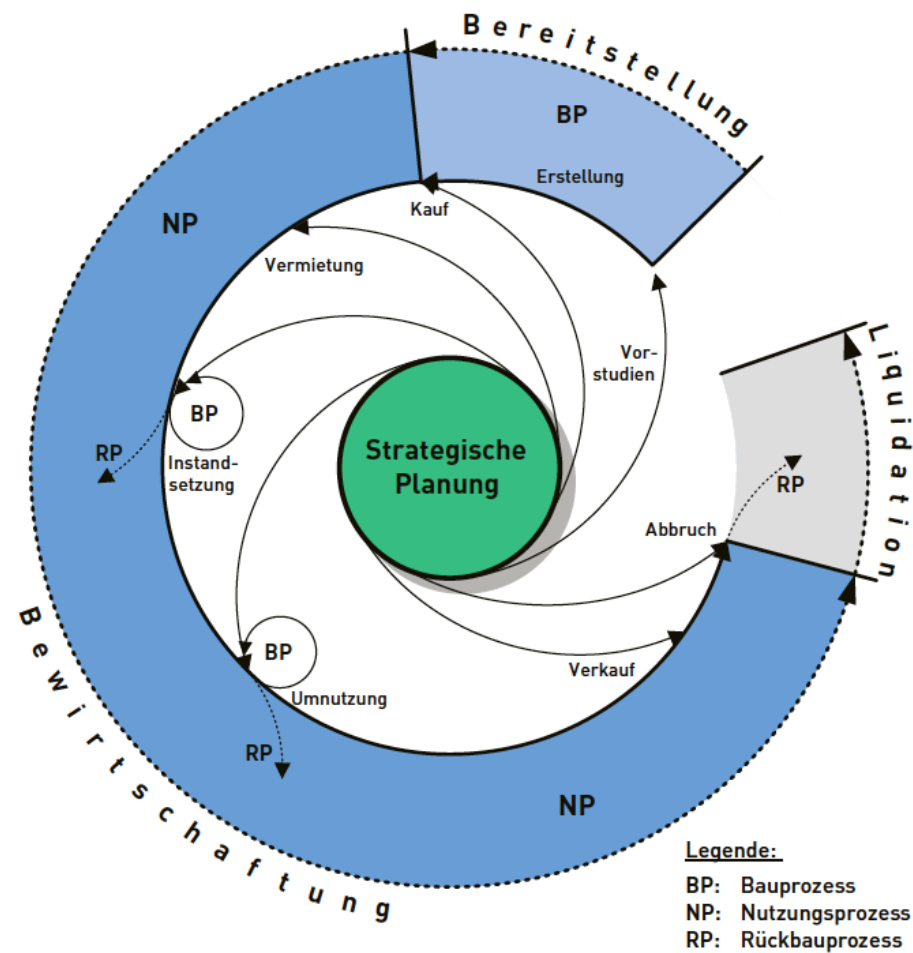 Bereitstellung
BP
Erstellung
Kauf
NP
Vermietung
Vor-
studien
Liquidation
BP
Strategische
Planung
RP
Instand-
setzung
RP
Abbruch
BP
Verkauf
Umnutzung
RP
NP
Bewirtschaftung
Legende:
BP: Bauprozess
NP: Nutzungsprozess
RP: Rückbauprozess